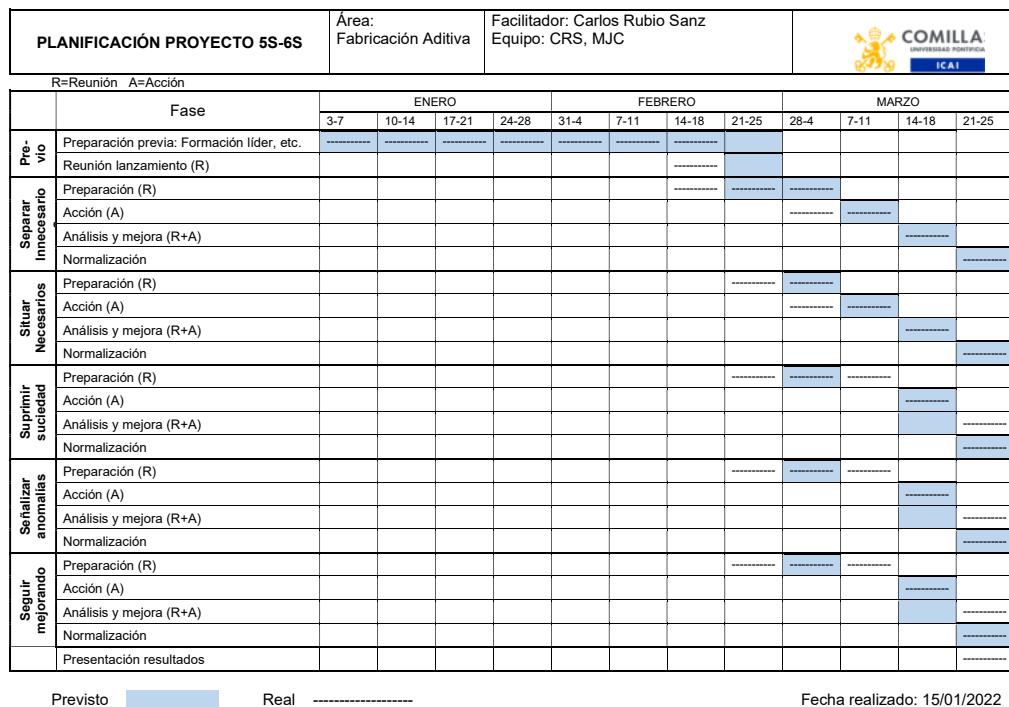 PLANIFICACIÓN PROYECTO 5S-6S
Área:
Fabricación Aditiva
Facilitador: Carlos Rubio Sanz
Equipo: CRS, MJC
COMILLA
UNIVERSIDAD PONTIFICIA
ICAI
R=Reunión A=Acción
Fase
ENERO FEBRERO MARZO
3-7 10-14 17-21 24-28 31-4 7-11 14-18 21-25 28-4 7-11 14-18 21-25
Pre-
vio
Preparación previa: Formación líder, etc. ----------- ----------- ----------- ----------- ----------- ----------- -----------
Reunión lanzamiento (R) -----------
Separar
Innecesario
Preparación (R) ----------- ----------- -----------
Acción (A) ----------- -----------
Análisis y mejora (R+A) -----------
Normalización -----------
Situar
Necesarios
Preparación (R) ----------- -----------
Acción (A) ----------- -----------
Análisis y mejora (R+A) -----------
Normalización -----------
Suprimir
suciedad
Preparación (R) ----------- ----------- -----------
Acción (A) -----------
Análisis y mejora (R+A) -----------
Normalización -----------
Señalizar
anomalías
Preparación (R) ----------- ----------- -----------
Acción (A) -----------
Análisis y mejora (R+A) -----------
Normalización -----------
Seguir
mejorando
Preparación (R) ----------- ----------- -----------
Acción (A) -----------
Análisis y mejora (R+A) -----------
Normalización -----------
Presentación resultados -----------
Previsto Real ------------------- Fecha realizado: 15/01/2022